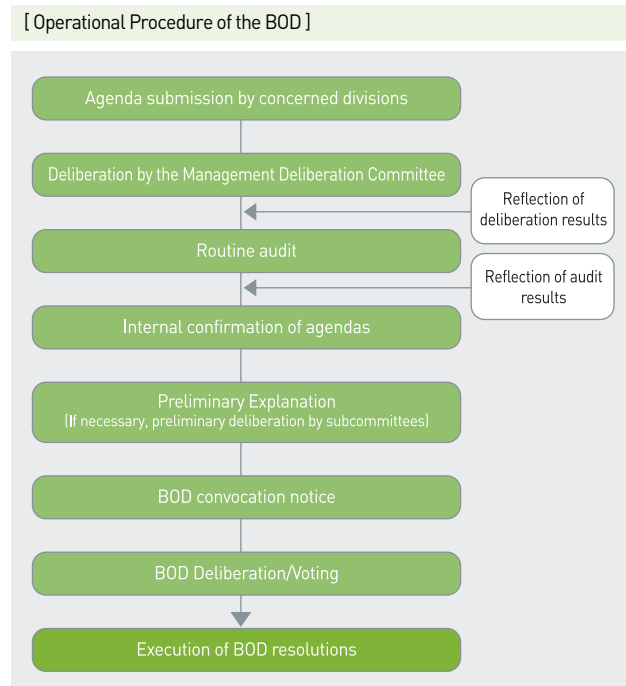 [ Operational Procedure of the BOD ]
Agenda submission by concerned divisions
Deliberation by the Management Deliberation Committee
Reflection of
deliberation results
Routine audit
Reflection of audit
results
Internal confirmation of agendas
Preliminary Explanation
(If necessary, preliminary deliberation by subcommittees)
BOD convocation notice
BOD Deliberation/Voting
Execution of BOD resolutions